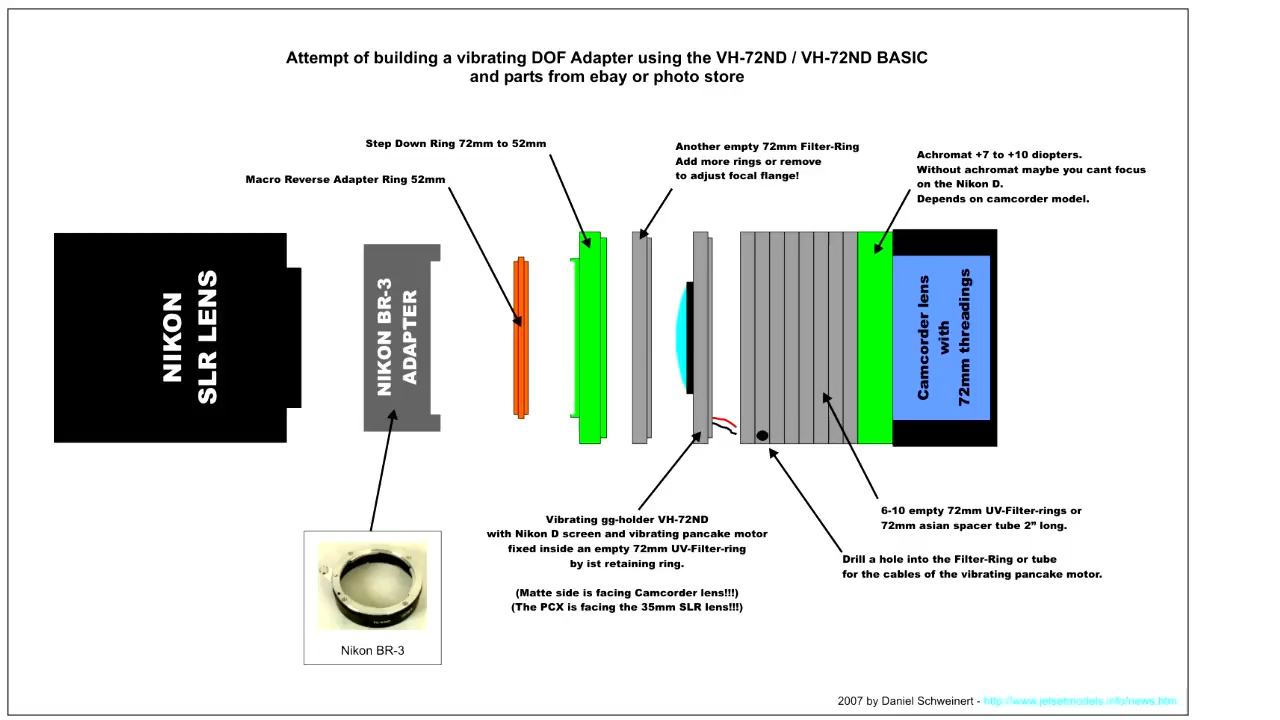 Attempt of building a vibrating DOF Adapter using the VH-72ND / VH-72ND BASIC
and parts from ebay or photo store
Step Down Ring 72mm to 52mm
Macro Reverse Adapter Ring 52mm
Another empty 72mm Filter-Ring
Add more rings or remove
to adjust focal flange!
Achromat +7 to +10 diopters.
Without achromat maybe you cant focus
on the Nikon D.
Depends on camcorder model.
NIKON
SLR LENS
NIKON BR-3
ADAPTER
Camcorder lens
with
72mm threadings
Vibrating gg-holder VH-72ND
with Nikon D screen and vibrating pancake motor
fixed inside an empty 72mm UV-Filter-ring
by ist retaining ring.
(Matte side is facing Camcorder lens!!!)
(The PCX is facing the 35mm SLR lens!!!)
6-10 empty 72mm UV-Filter-rings or
72mm asian spacer tube 2” long.
Drill a hole into the Filter-Ring or tube
for the cables of the vibrating pancake motor.
Nikon BR-3
2007 by Daniel Schweinert - http://www.jetsetmodels.info/news.htm